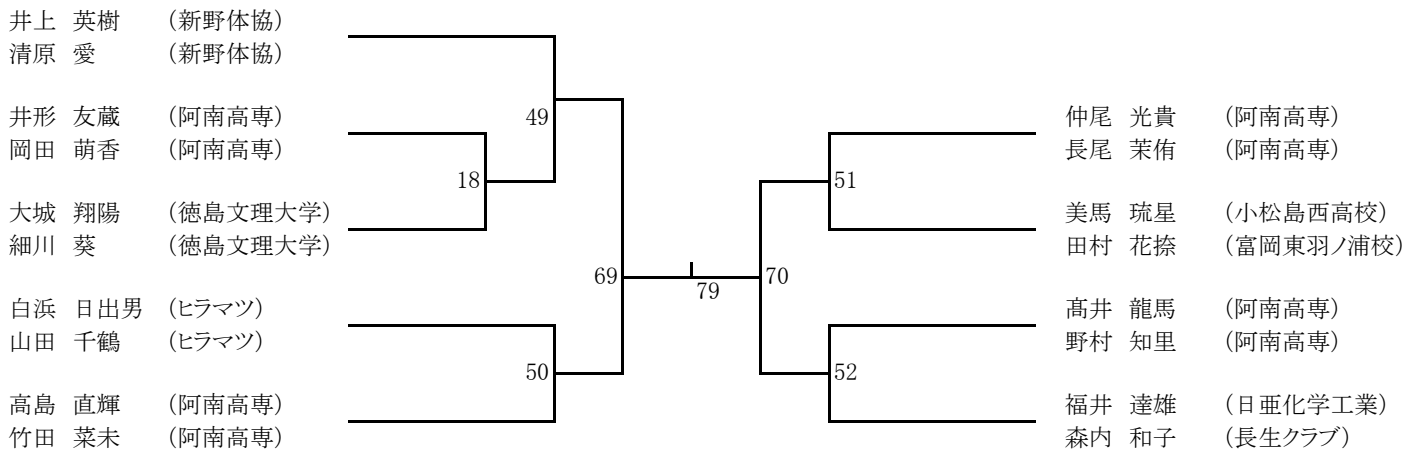 井上 英樹 (新野体協)
清原 愛 (新野体協)
井形 友蔵 (阿南高専)
岡田 萌香 (阿南高専)
大城 翔陽 (徳島文理大学)
細川 葵 (徳島文理大学)
白浜 日出男 (ヒラマツ)
山田 千鶴 (ヒラマツ)
高島 直輝 (阿南高専)
竹田 菜未 (阿南高専)
49
18
69
50
79
51
70
52
仲尾 光貴 (阿南高専)
長尾 茉侑 (阿南高専)
美馬 琉星 (小松島西高校)
田村 花捺 (富岡東羽ノ浦校)
髙井 龍馬 (阿南高専)
野村 知里 (阿南高専)
福井 達雄 (日亜化学工業)
森内 和子 (長生クラブ)